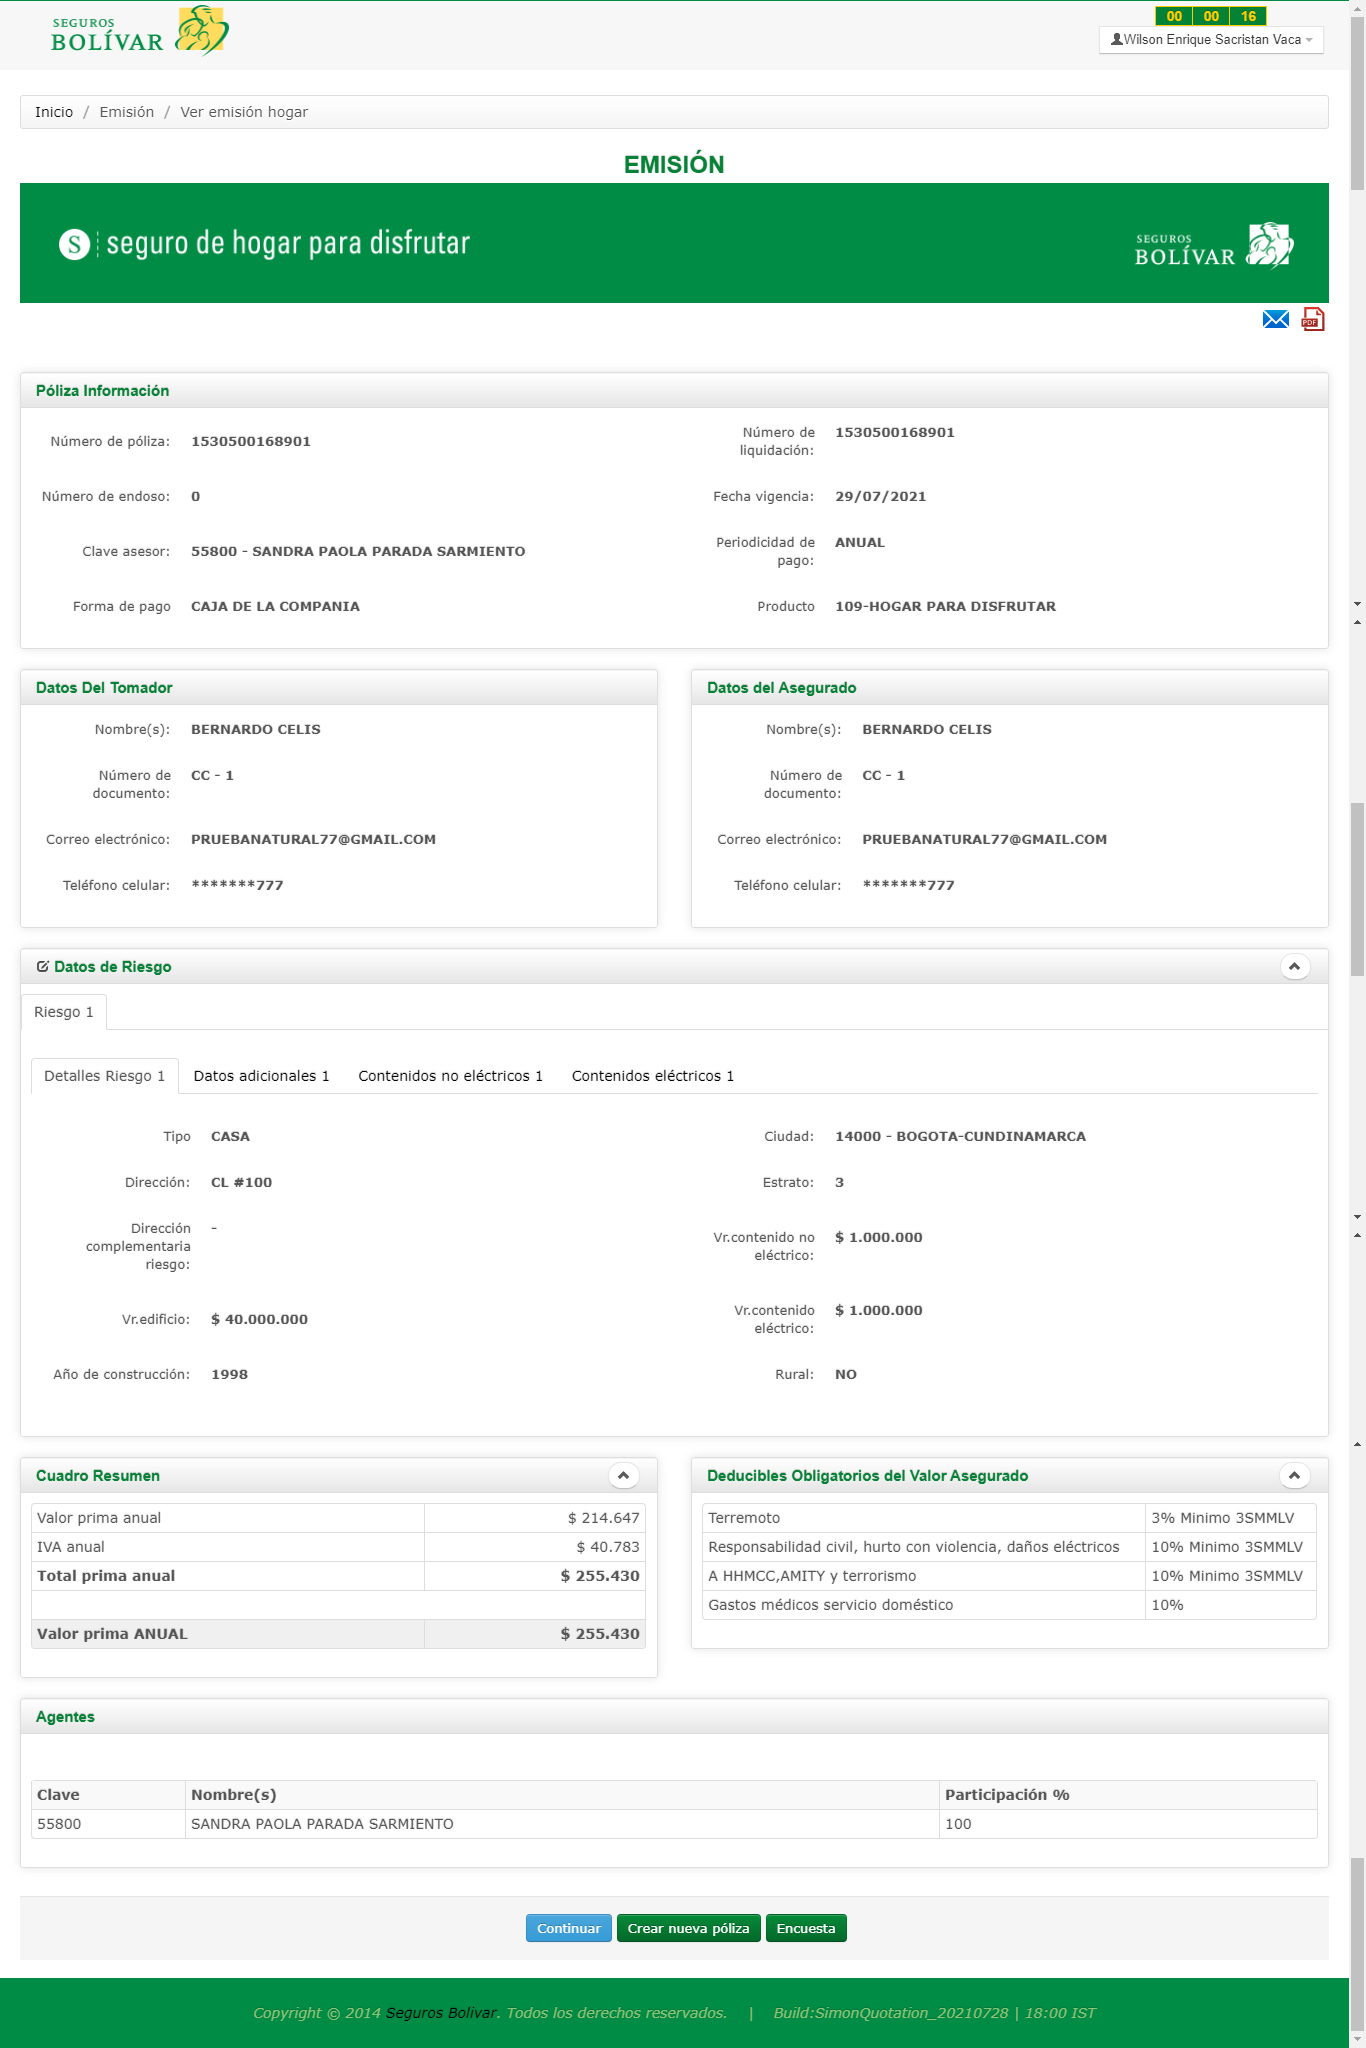 SEGUROS
BOLÍVAR
00 00 16
Wilson Enrique Sacristan Vaca
Inicio / Emisión / Ver emisión hogar
EMISIÓN
S seguro de hogar para disfrutar
SEGUROS
BOLÍVAR
PDF
Póliza Información
Número de póliza: 1530500168901
Número de liquidación: 1530500168901
Número de endoso: 0
Fecha vigencia: 29/07/2021
Clave asesor: 55800 - SANDRA PAOLA PARADA SARMIENTO
Periodicidad de pago: ANUAL
Forma de pago CAJA DE LA COMPANIA
Producto 109-HOGAR PARA DISFRUTAR
Datos Del Tomador
Nombre(s): BERNARDO CELIS
Número de documento: CC - 1
Correo electrónico: PRUEBANATURAL77@GMAIL.COM
Teléfono celular: *******777
Datos del Asegurado
Nombre(s): BERNARDO CELIS
Número de documento: CC - 1
Correo electrónico: PRUEBANATURAL77@GMAIL.COM
Teléfono celular: *******777
Datos de Riesgo
Riesgo 1
Detalles Riesgo 1 Datos adicionales 1 Contenidos no eléctricos 1 Contenidos eléctricos 1
Tipo CASA
Ciudad: 14000 - BOGOTA-CUNDINAMARCA
Dirección: CL #100
Estrato: 3
Dirección complementaria riesgo: -
Vr.contenido no eléctrico: $ 1.000.000
Vr.edificio: $ 40.000.000
Vr.contenido eléctrico: $ 1.000.000
Año de construcción: 1998
Rural: NO
Cuadro Resumen
Valor prima anual $ 214.647
IVA anual $ 40.783
Total prima anual $ 255.430
Valor prima ANUAL $ 255.430
Deducibles Obligatorios del Valor Asegurado
Terremoto 3% Minimo 3SMMLV
Responsabilidad civil, hurto con violencia, daños eléctricos 10% Minimo 3SMMLV
A HHMCC,AMITY y terrorismo 10% Minimo 3SMMLV
Gastos médicos servicio doméstico 10%
Agentes
Clave Nombre(s) Participación %
55800 SANDRA PAOLA PARADA SARMIENTO 100
Continuar Crear nueva póliza Encuesta
Copyright © 2014 Seguros Bolivar. Todos los derechos reservados. | Build:SimonQuotation_20210728 | 18:00 IST